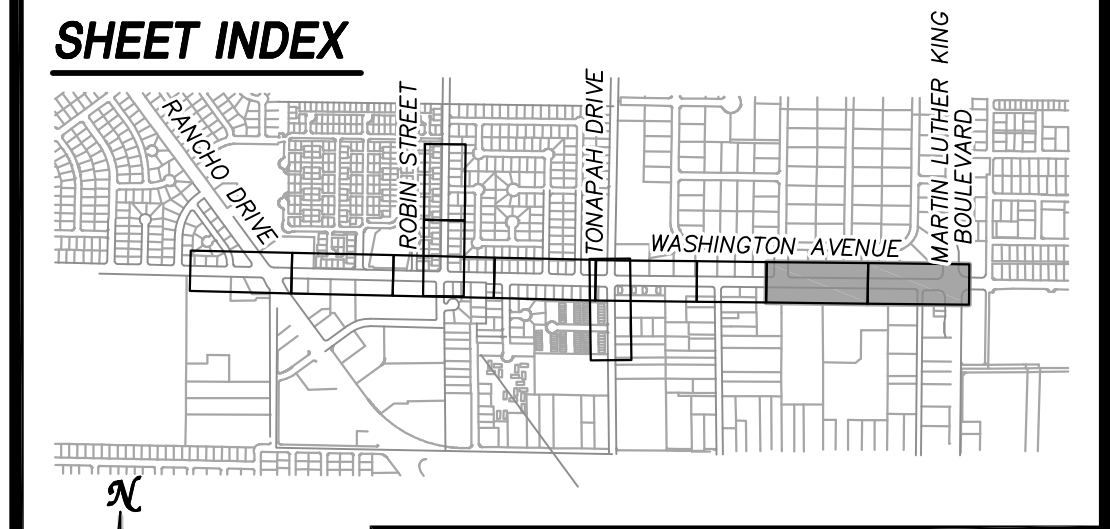 SHEET INDEX
RANCHO DRIVE
ROBIN STREET
TONAPAH DRIVE
WASHINGTON AVENUE
MARTIN LUTHER KING
BOULEVARD
N